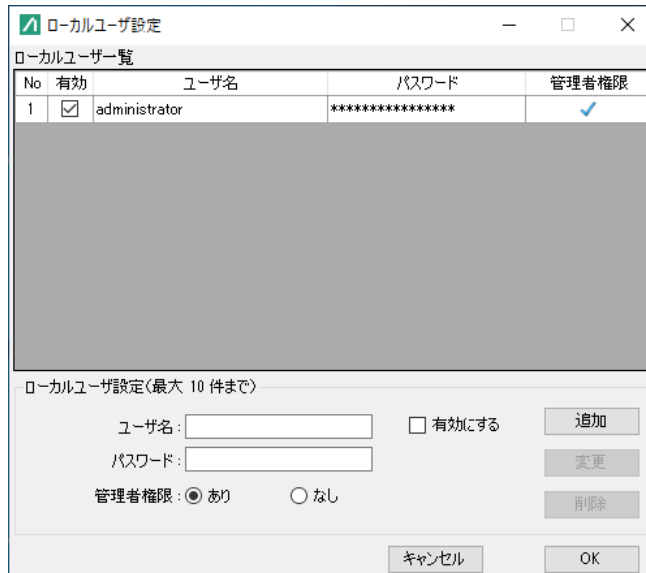 ローカルユーザ設定
ローカルユーザ一覧
No 有効 ユーザ名 パスワード 管理者権限
1 administrator ****************
ローカルユーザ設定(最大 10 件まで)
ユーザ名: 有効にする 追加
パスワード: 変更
管理者権限: あり なし 削除
キャンセル OK